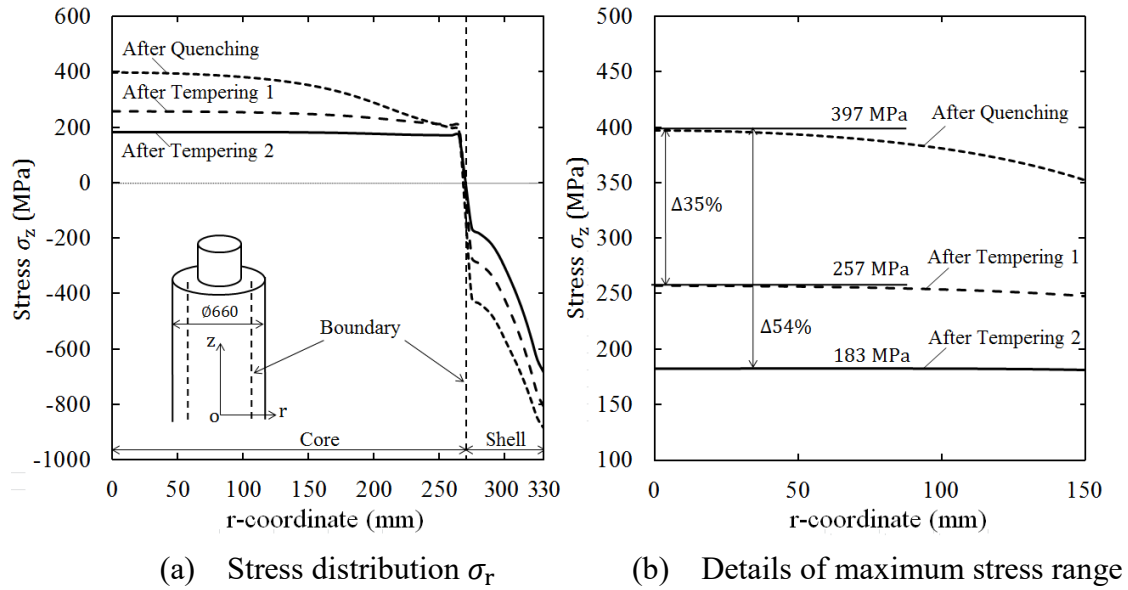 600
400
200
0
-200
-400
-600
-800
-1000
Stress σz (MPa)
After Quenching
After Tempering 1
After Tempering 2
Ø660
z
o
r
Boundary
Core
Shell
0
50
100
150
200
250
300
330
r-coordinate (mm)
(a) Stress distribution σr
500
450
400
350
300
250
200
150
100
Stress σz (MPa)
397 MPa
After Quenching
Δ35%
After Tempering 1
257 MPa
Δ54%
183 MPa
After Tempering 2
0
50
100
150
r-coordinate (mm)
(b) Details of maximum stress range